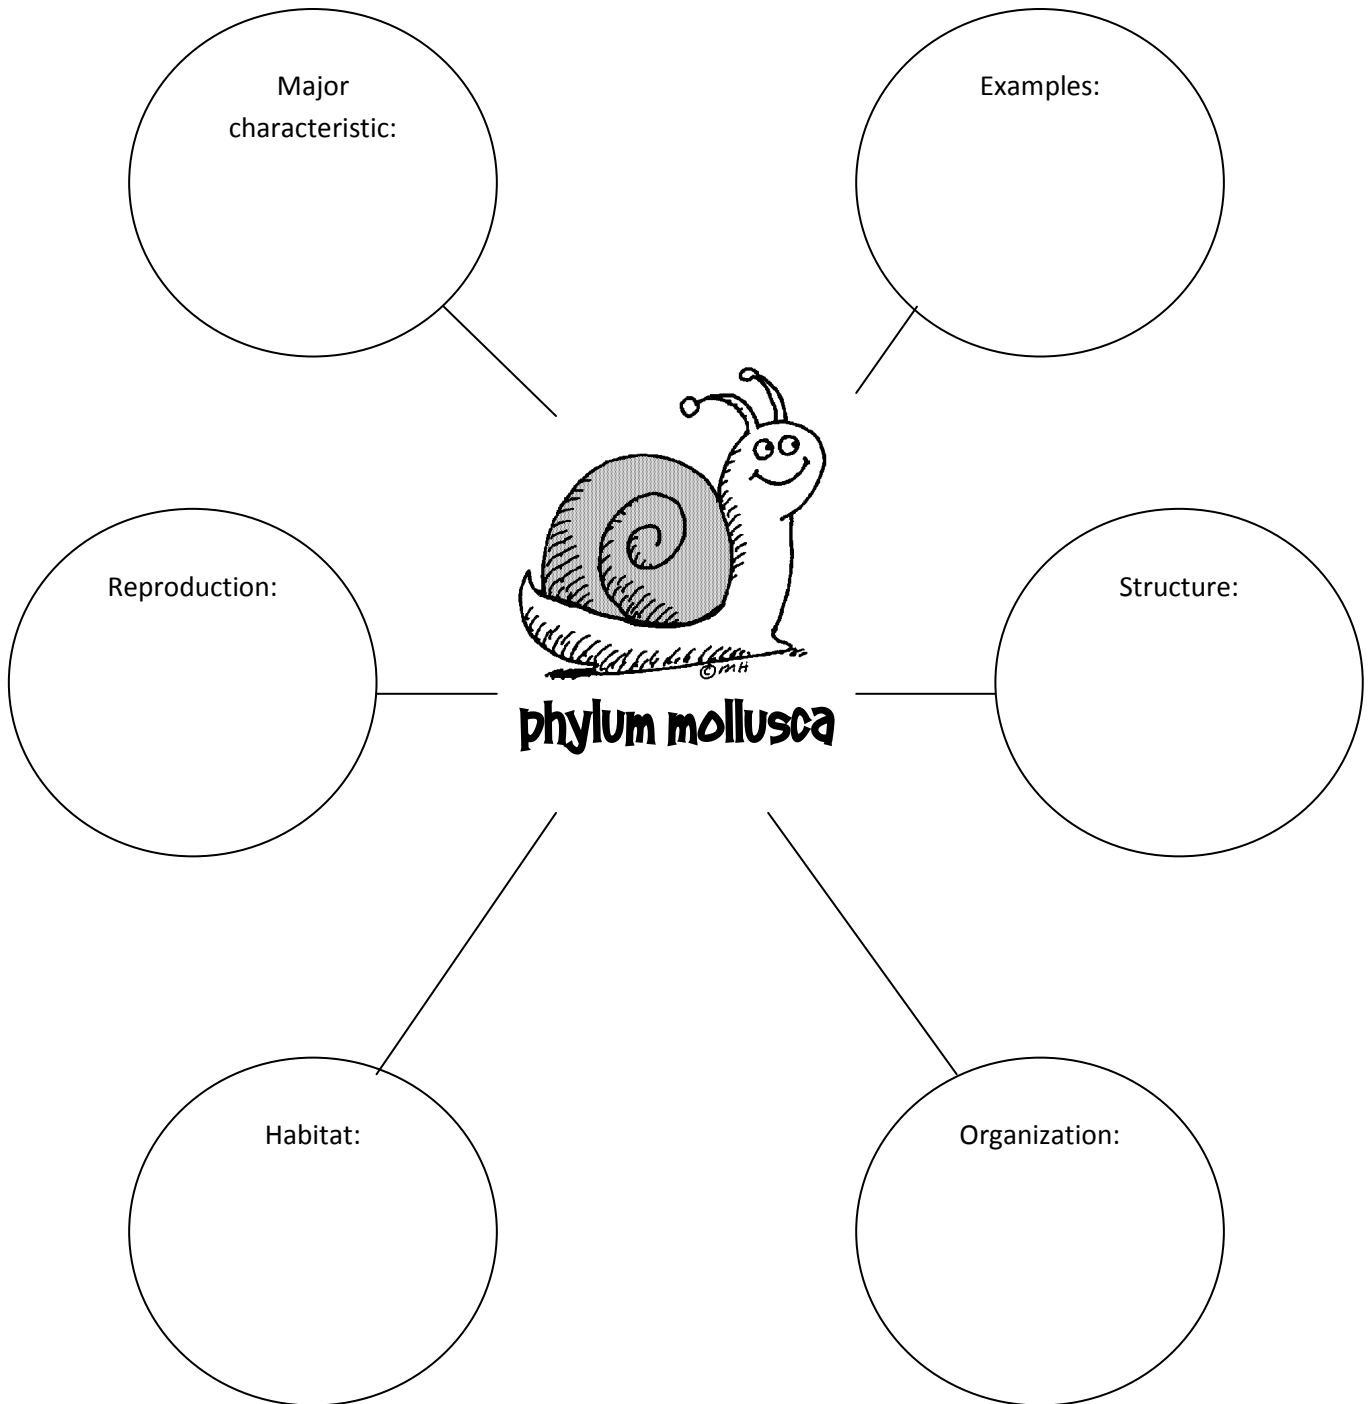 Major
characteristic:
Examples:
©MH
phylum mollusca
Reproduction:
Structure:
Habitat:
Organization: